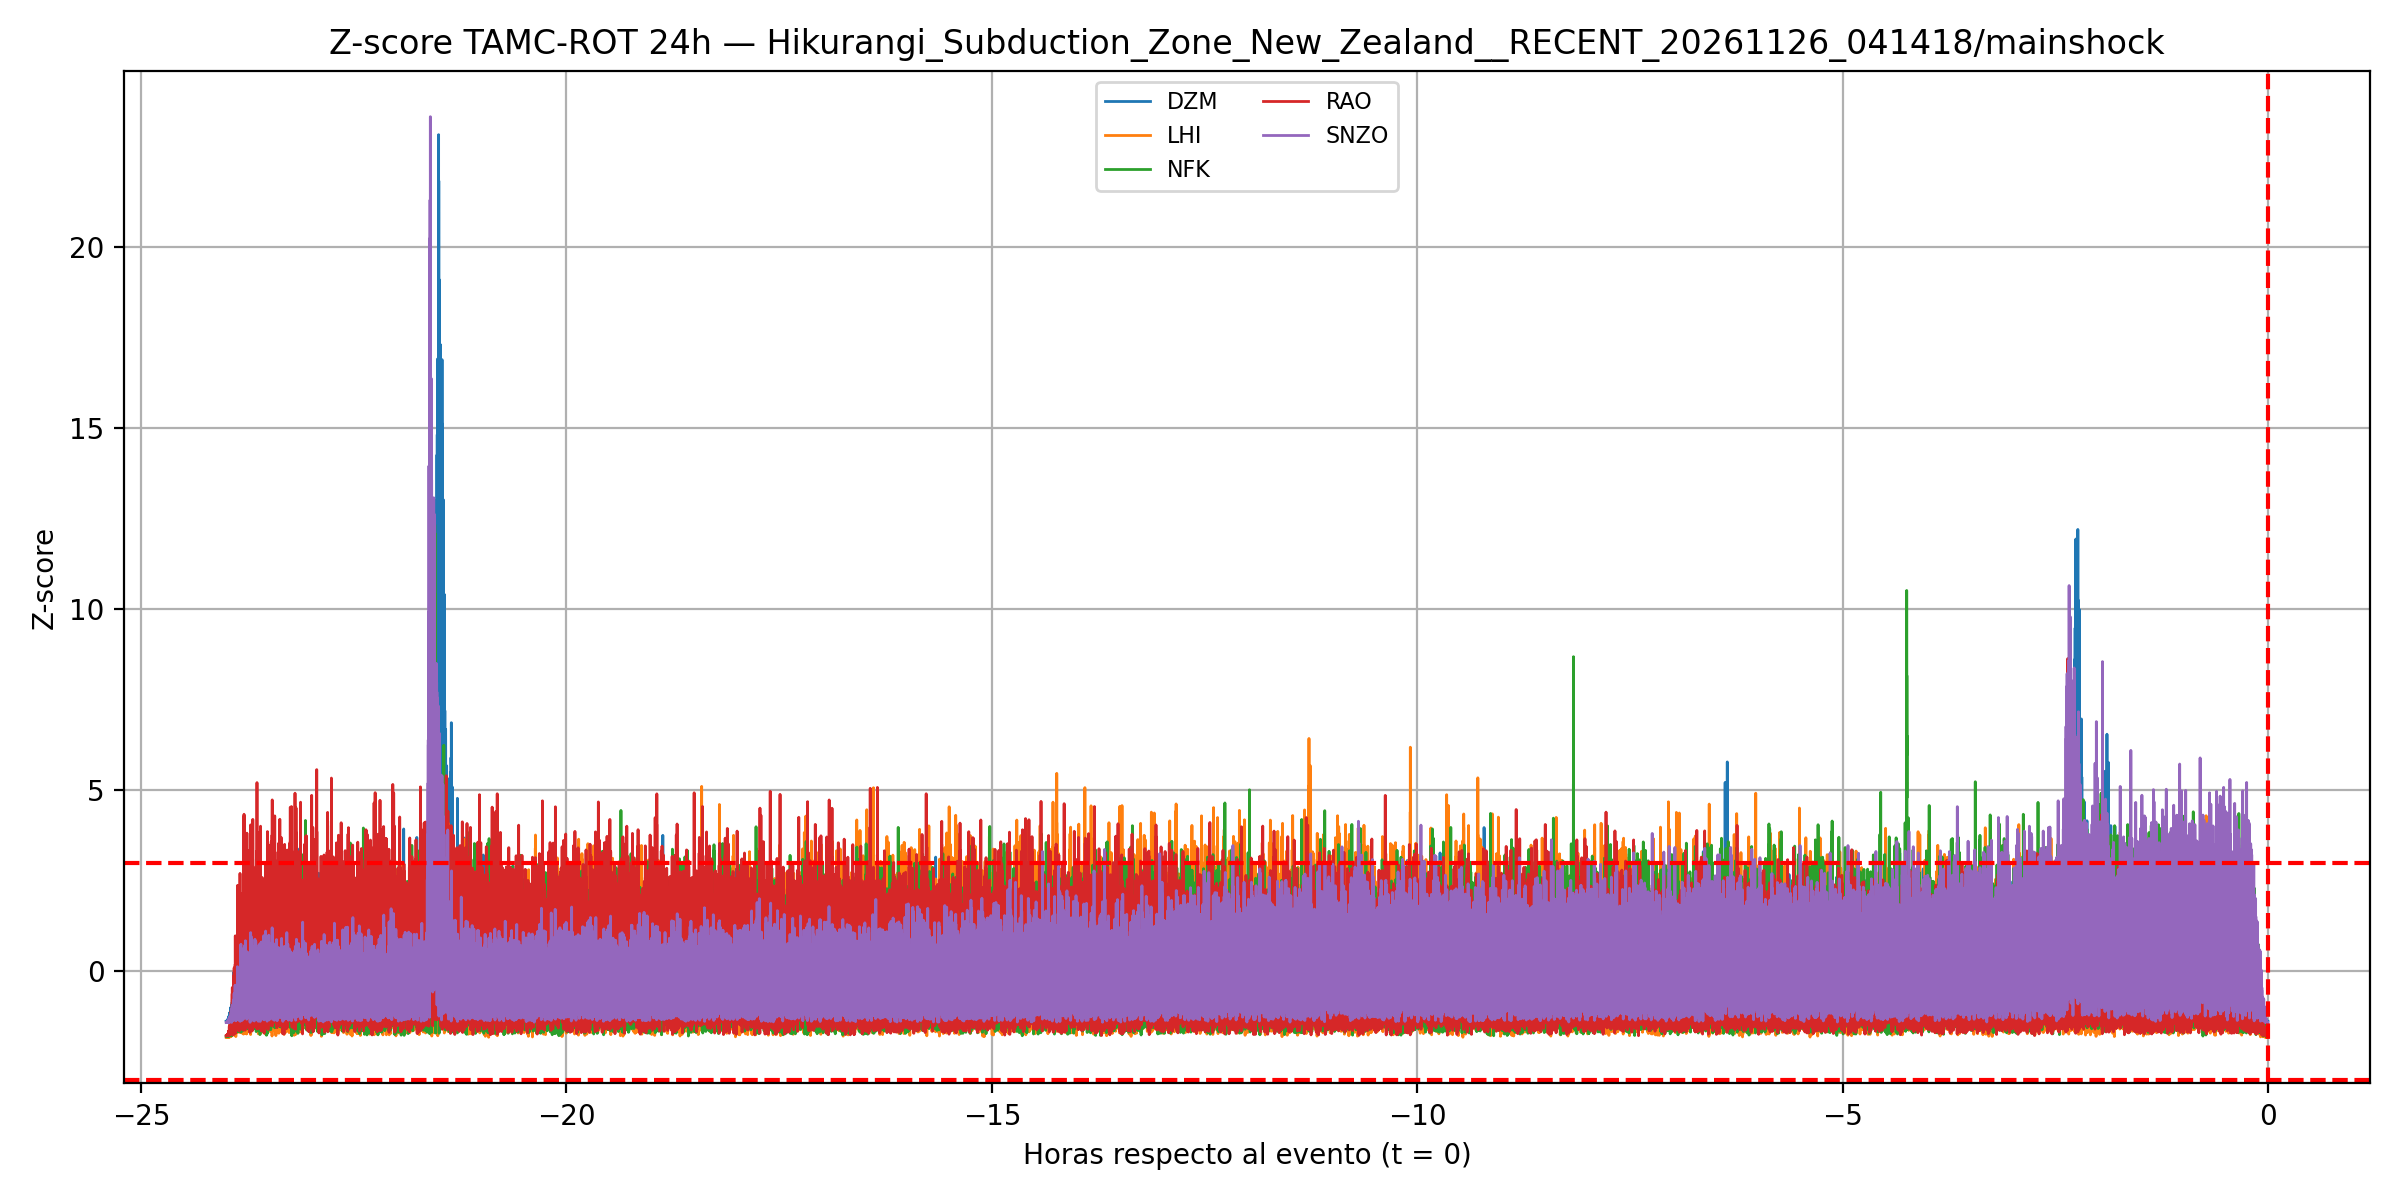 Z-score TAMC-ROT 24h — Hikurangi_Subduction_Zone_New_Zealand__RECENT_20261126_041418/mainshock
DZM
LHI
NFK
RAO
SNZO
Z-score
20
15
10
5
0
−25
−20
−15
−10
−5
0
Horas respecto al evento (t = 0)